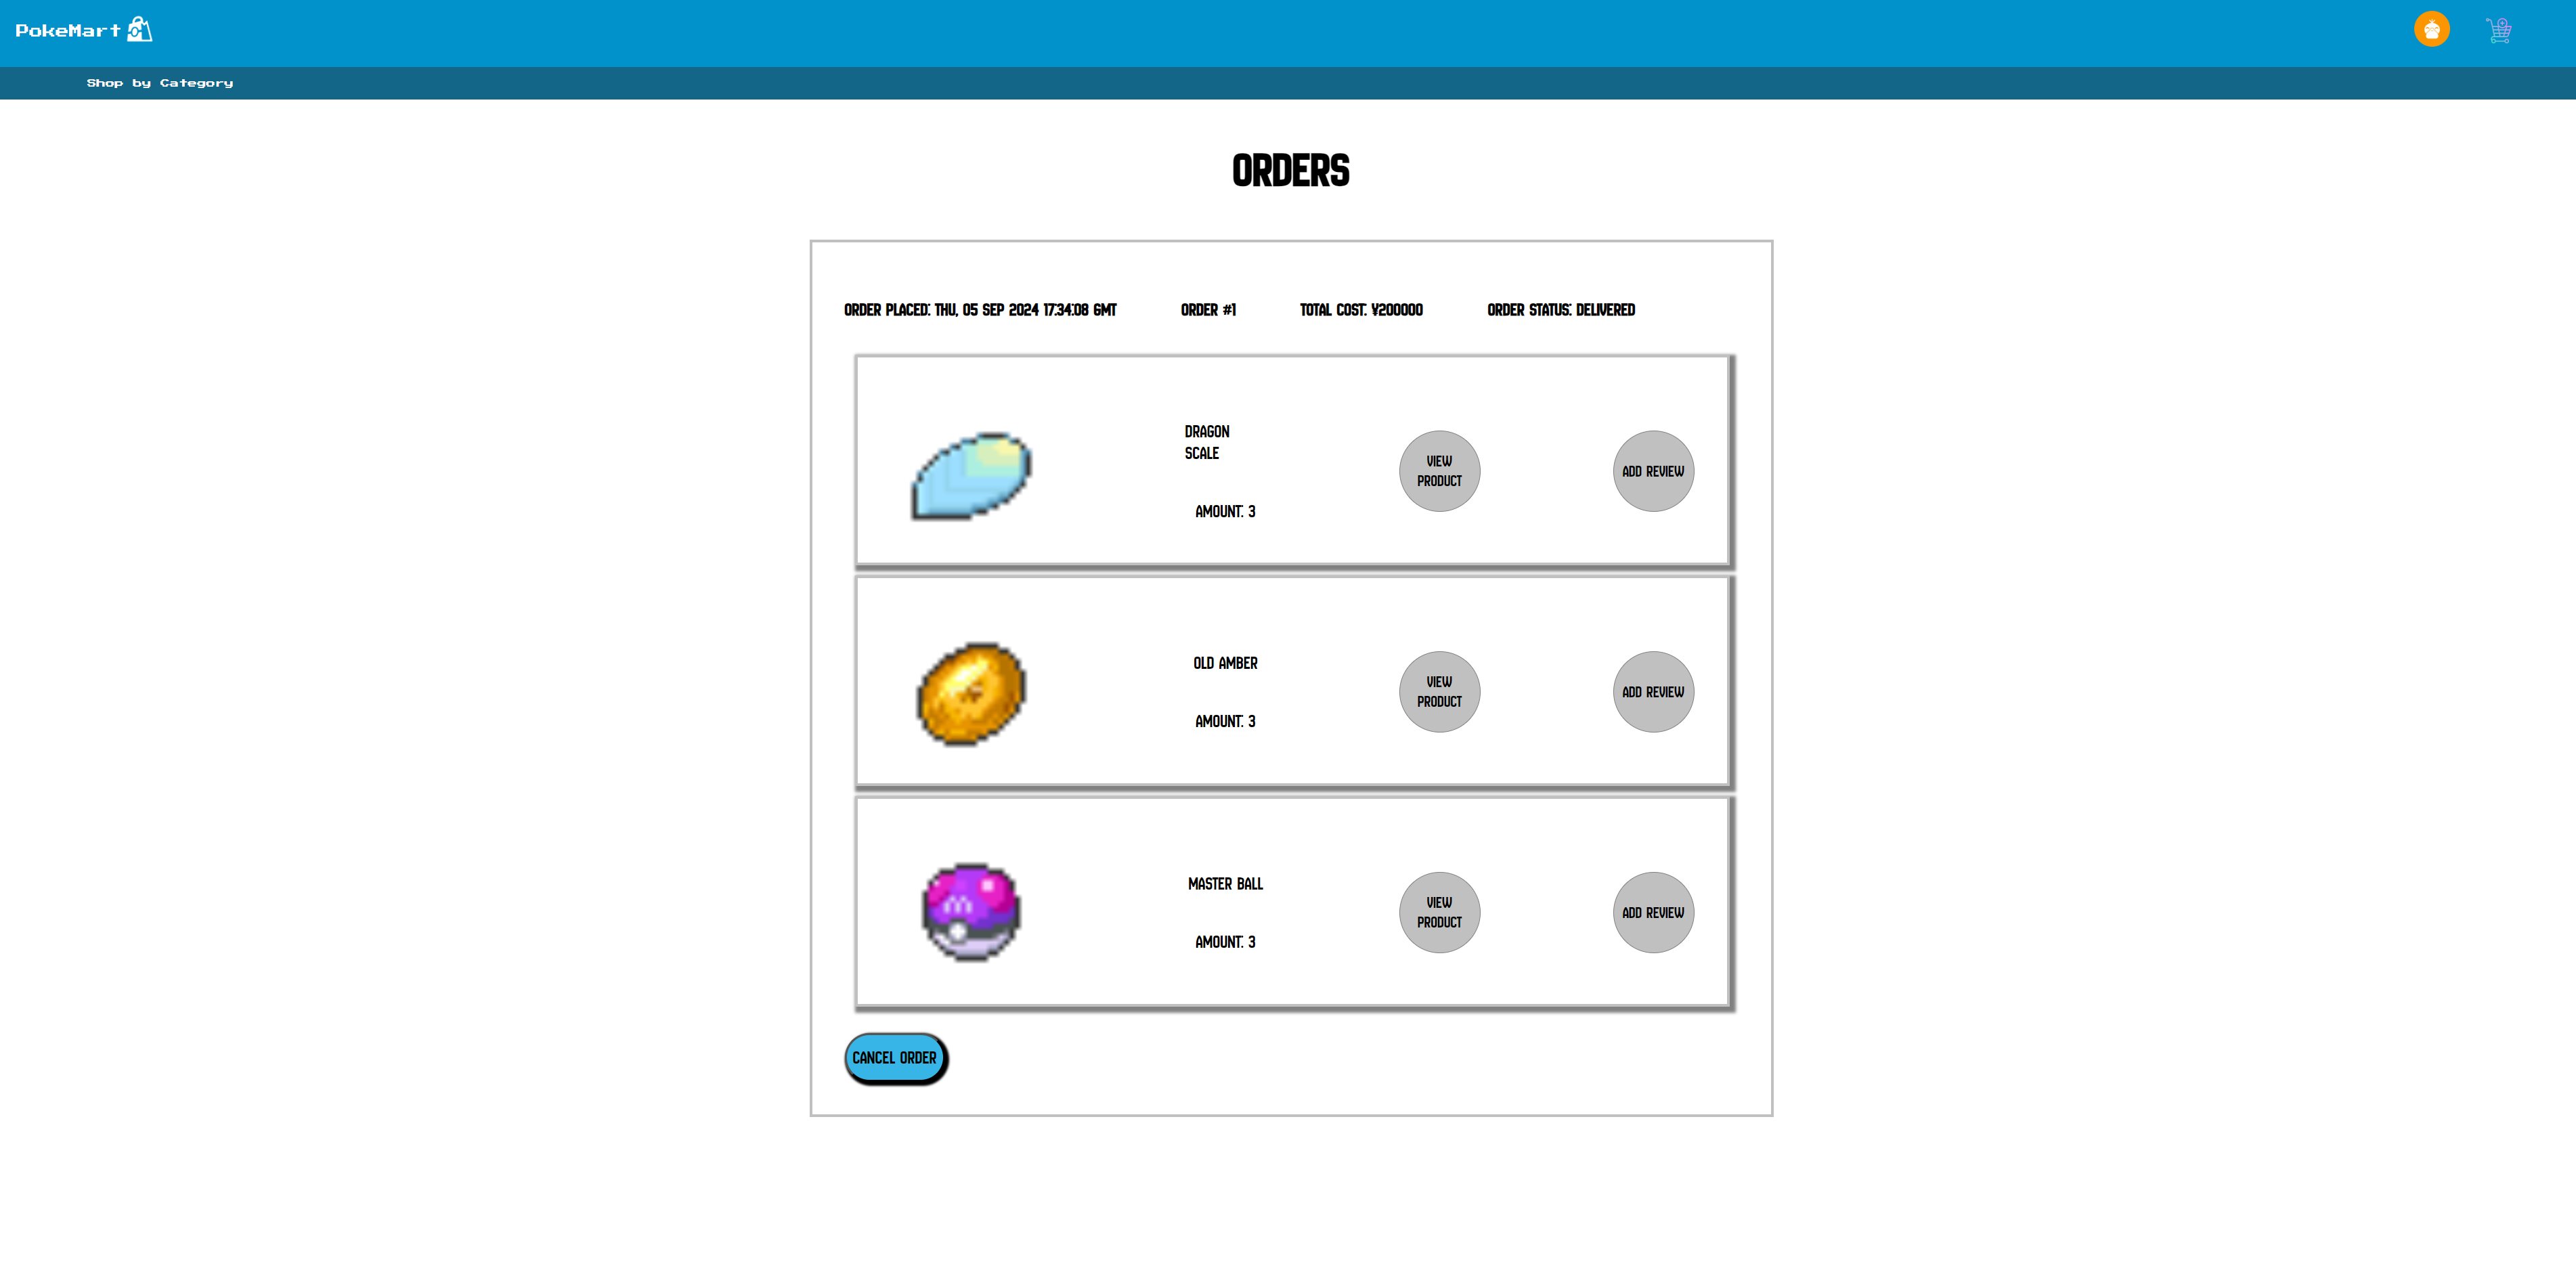 PokeMart
Shop by Category
ORDERS
ORDER PLACED: THU, 05 SEP 2024 17:34:08 GMT
ORDER #1
TOTAL COST: ¥200000
ORDER STATUS: DELIVERED
DRAGON
SCALE
AMOUNT: 3
VIEW
PRODUCT
ADD REVIEW
OLD AMBER
AMOUNT: 3
VIEW
PRODUCT
ADD REVIEW
MASTER BALL
AMOUNT: 3
VIEW
PRODUCT
ADD REVIEW
CANCEL ORDER